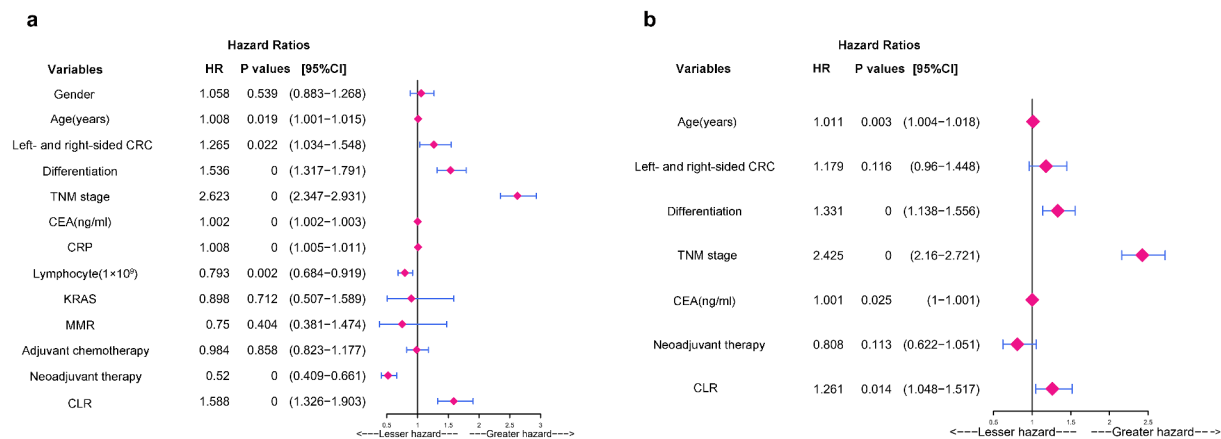 a
Hazard Ratios
Variables HR P values [95%CI]
Gender 1.058 0.539 (0.883−1.268)
Age(years) 1.008 0.019 (1.001−1.015)
Left- and right-sided CRC 1.265 0.022 (1.034−1.548)
Differentiation 1.536 0 (1.317−1.791)
TNM stage 2.623 0 (2.347−2.931)
CEA(ng/ml) 1.002 0 (1.002−1.003)
CRP 1.008 0 (1.005−1.011)
Lymphocyte(1×10⁹) 0.793 0.002 (0.684−0.919)
KRAS 0.898 0.712 (0.507−1.589)
MMR 0.75 0.404 (0.381−1.474)
Adjuvant chemotherapy 0.984 0.858 (0.823−1.177)
Neoadjuvant therapy 0.52 0 (0.409−0.661)
CLR 1.588 0 (1.326−1.903)
0.5 1 1.5 2 2.5 3
<----Lesser hazard---- ----Greater hazard---->
b
Hazard Ratios
Variables HR P values [95%CI]
Age(years) 1.011 0.003 (1.004−1.018)
Left- and right-sided CRC 1.179 0.116 (0.96−1.448)
Differentiation 1.331 0 (1.138−1.556)
TNM stage 2.425 0 (2.16−2.721)
CEA(ng/ml) 1.001 0.025 (1−1.001)
Neoadjuvant therapy 0.808 0.113 (0.622−1.051)
CLR 1.261 0.014 (1.048−1.517)
0.5 1 1.5 2 2.5
<----Lesser hazard---- ----Greater hazard---->